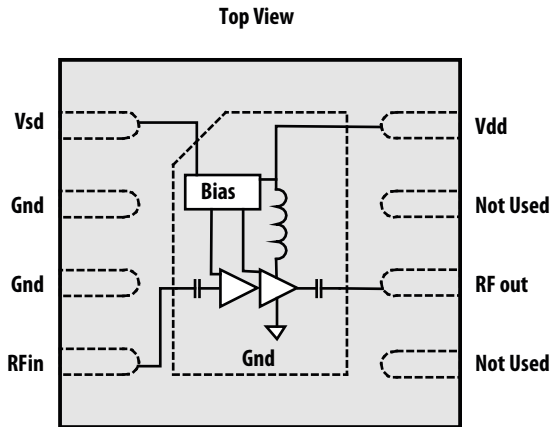 Top View
Vsd
Vdd
Bias
Gnd
Not Used
Gnd
RF out
Gnd
RFin
Not Used